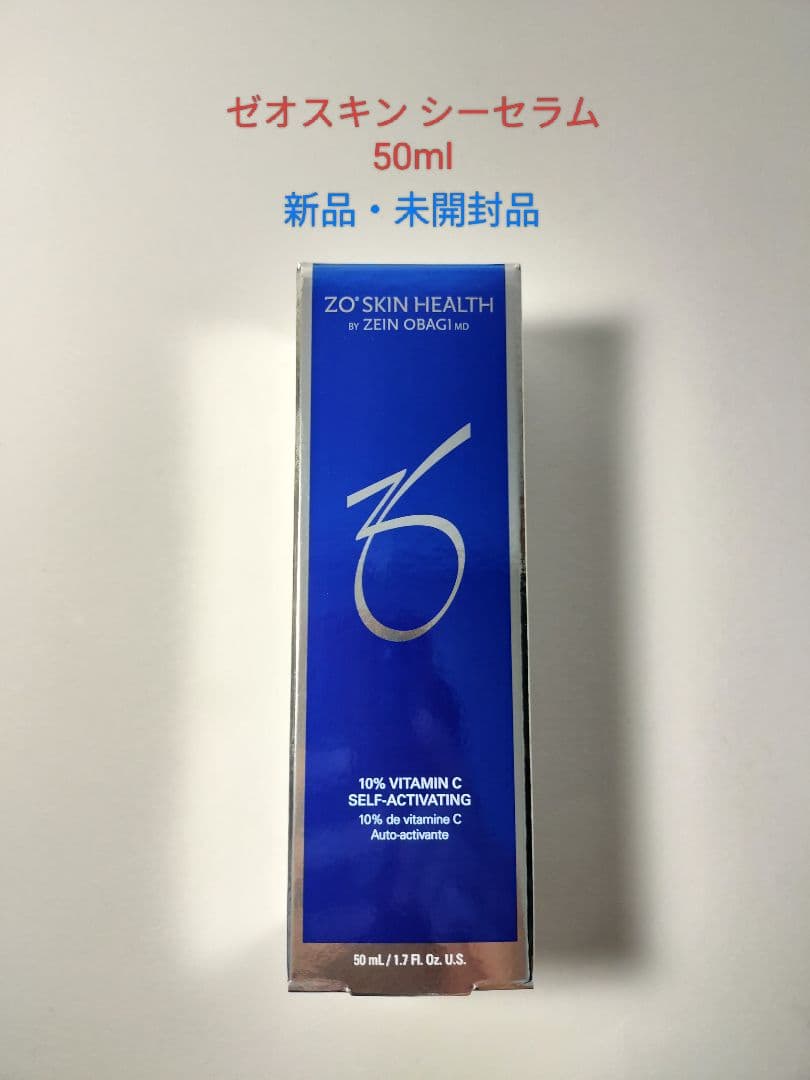 ゼオスキン シーセラム
50ml
新品・未開封品
ZO® SKIN HEALTH
BY ZEIN OBAGI MD
10% VITAMIN C
SELF-ACTIVATING
10% de vitamine C
Auto-activante
50 mL / 1.7 Fl. Oz. U.S.